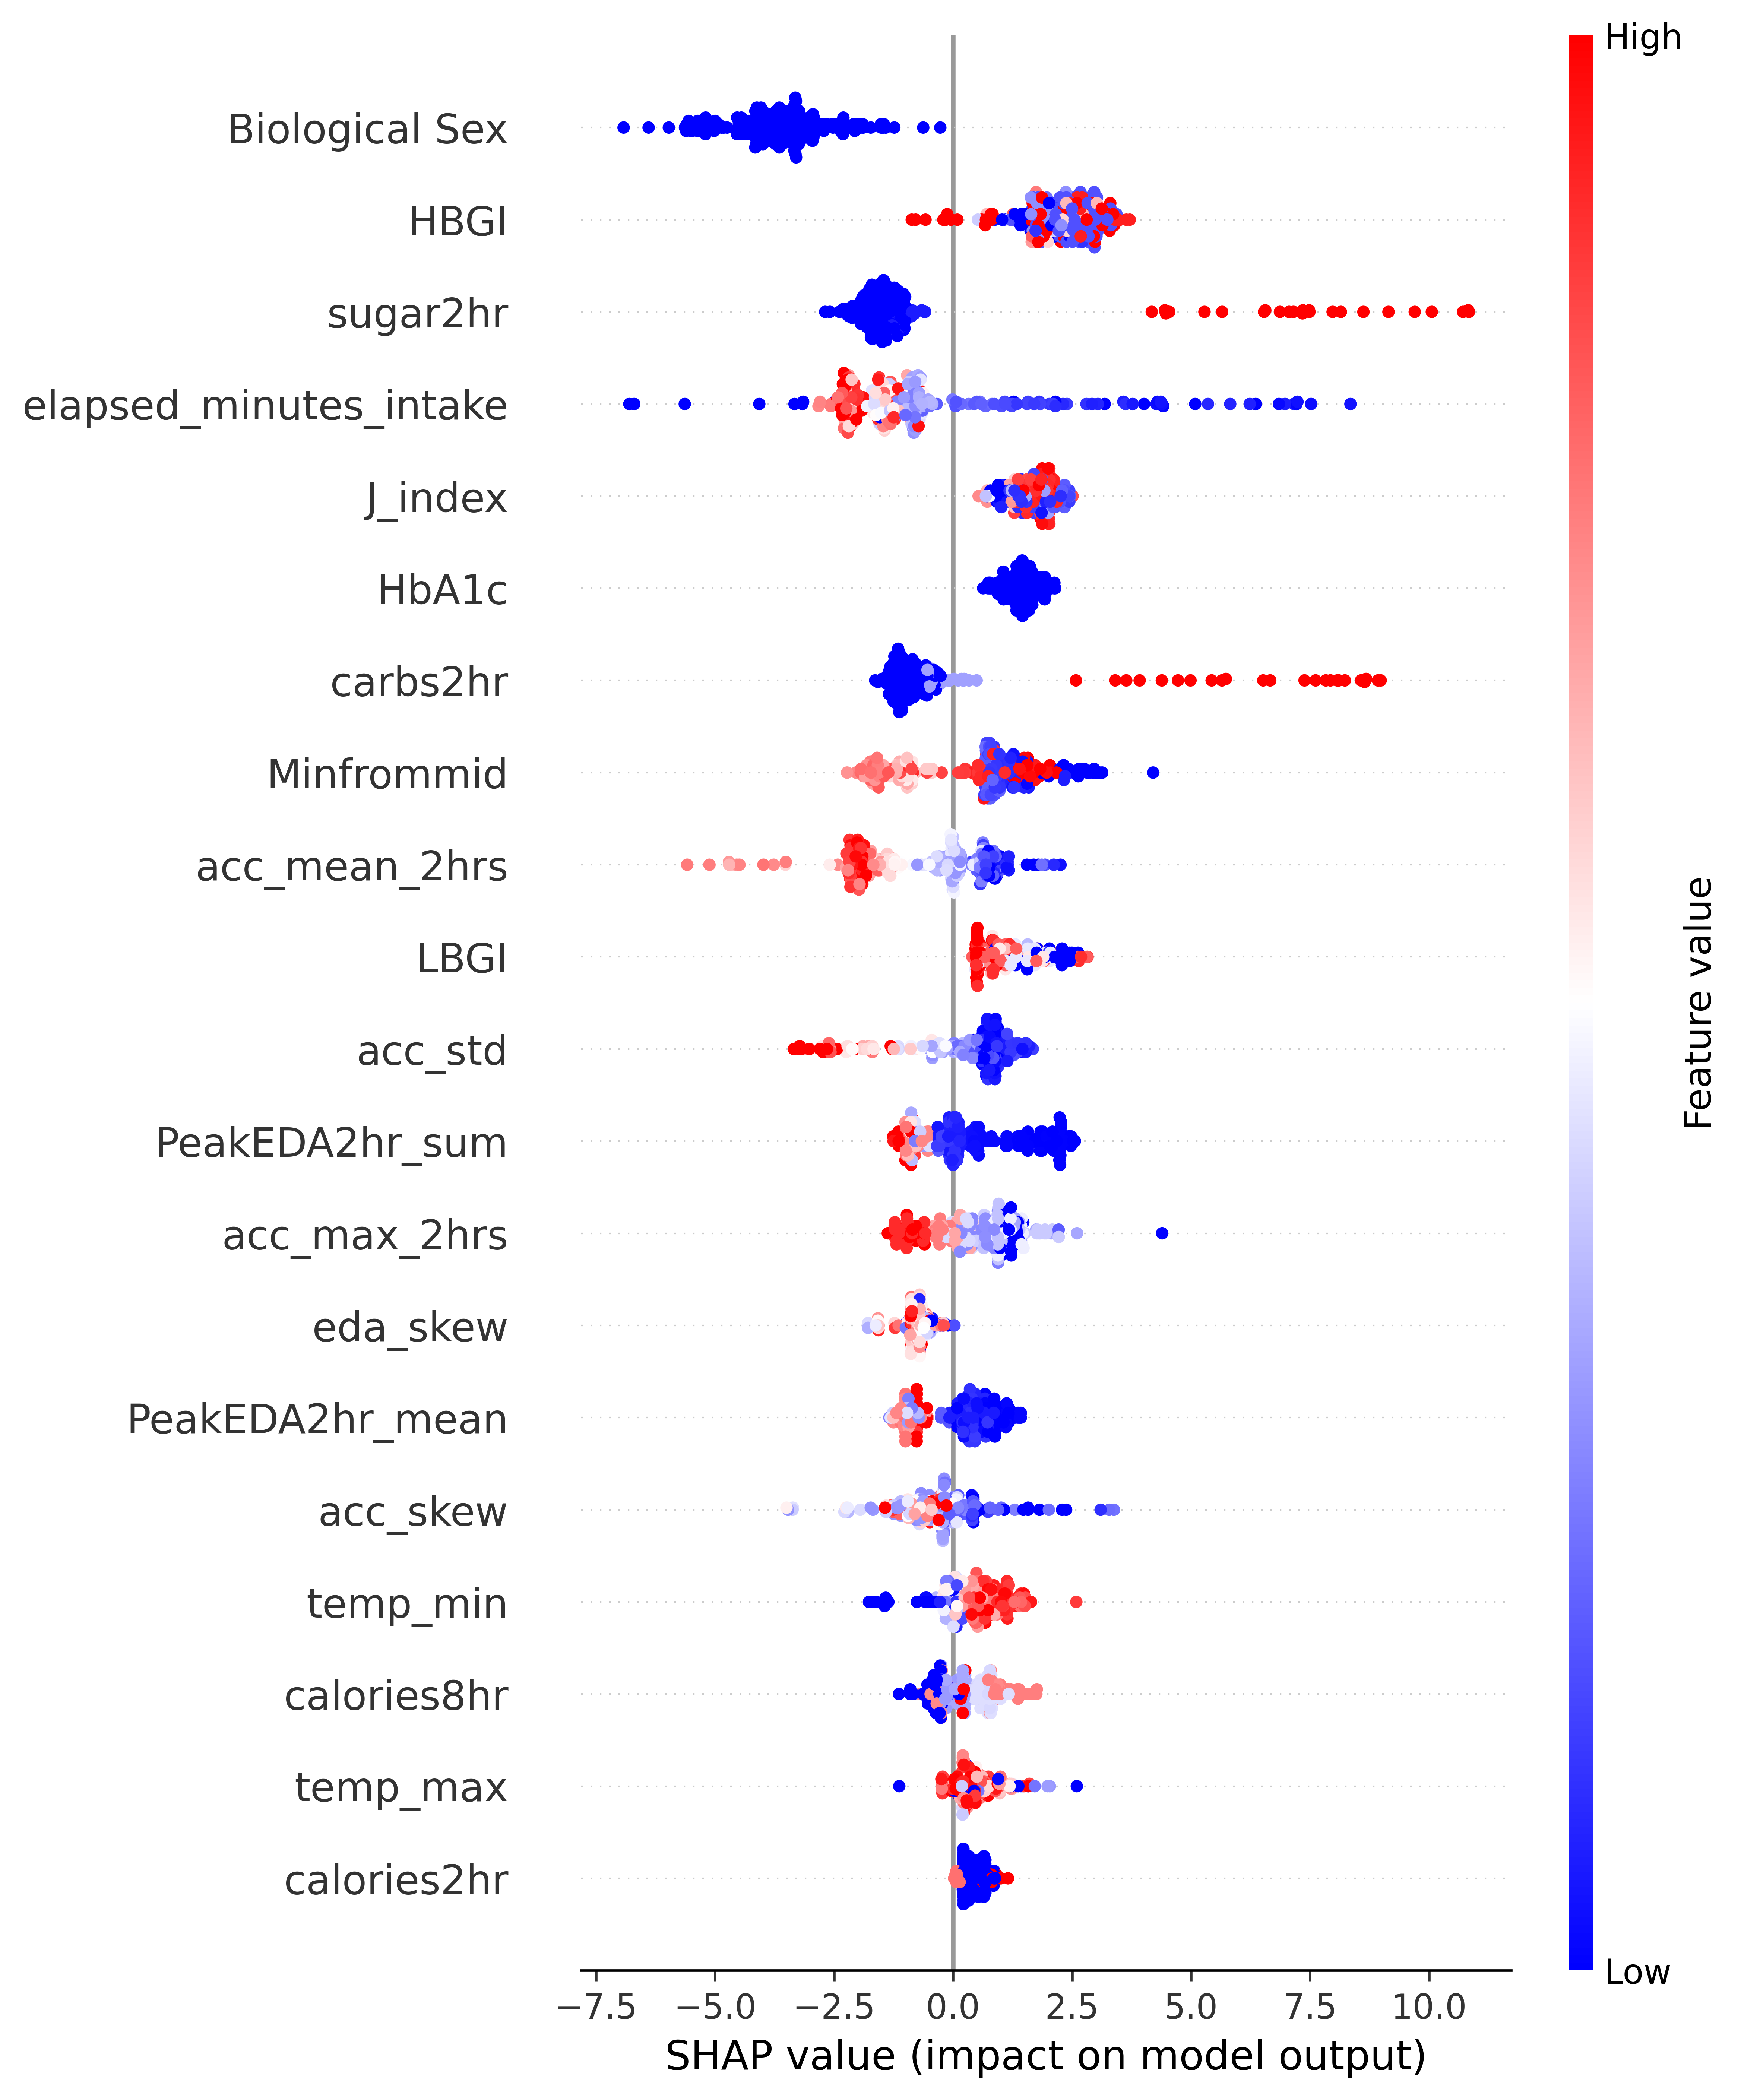 High
Biological Sex
HBGI
sugar2hr
elapsed_minutes_intake
J_index
HbA1c
carbs2hr
Minfrommid
acc_mean_2hrs
LBGI
acc_std
PeakEDA2hr_sum
acc_max_2hrs
eda_skew
PeakEDA2hr_mean
acc_skew
temp_min
calories8hr
temp_max
calories2hr
Feature value
Low
−7.5 −5.0 −2.5 0.0 2.5 5.0 7.5 10.0
SHAP value (impact on model output)